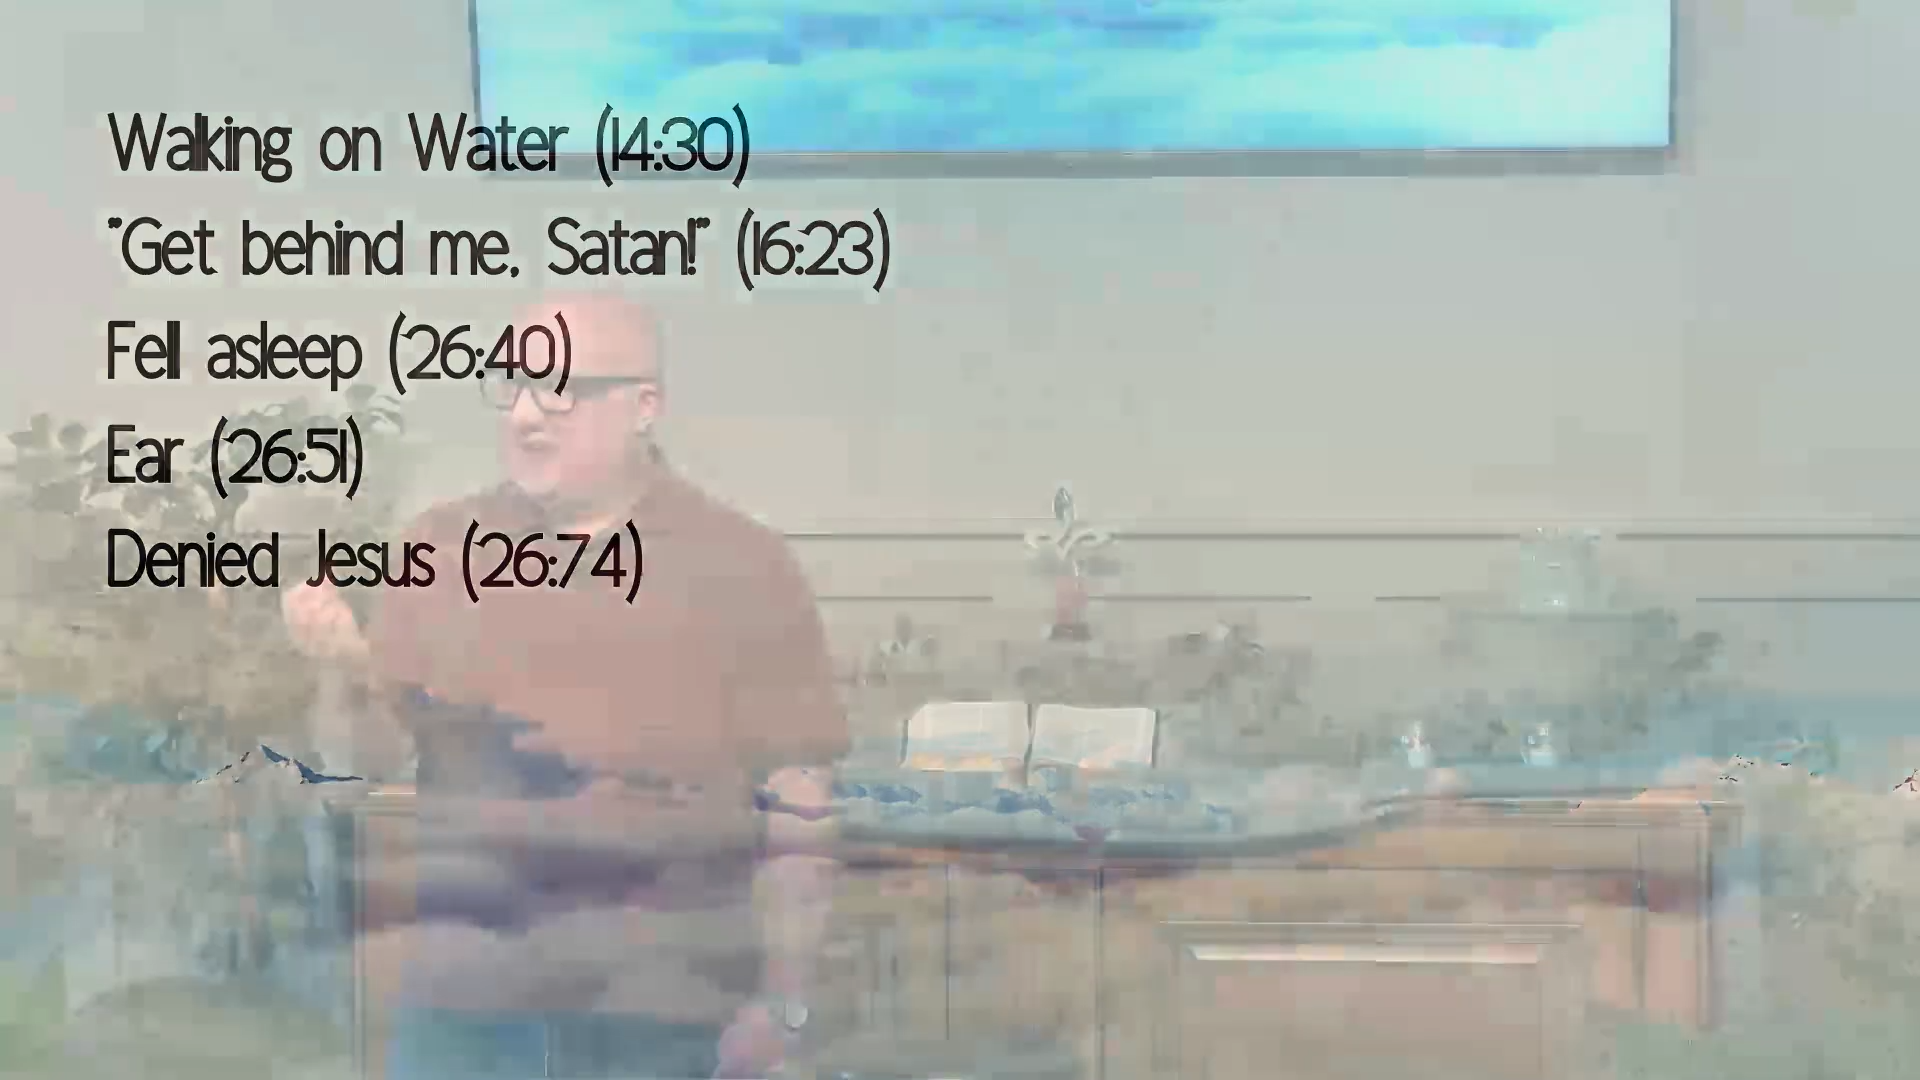 Walking on Water (14:30)
"Get behind me, Satan!" (16:23)
Fell asleep (26:40)
Ear (26:51)
Denied Jesus (26:74)